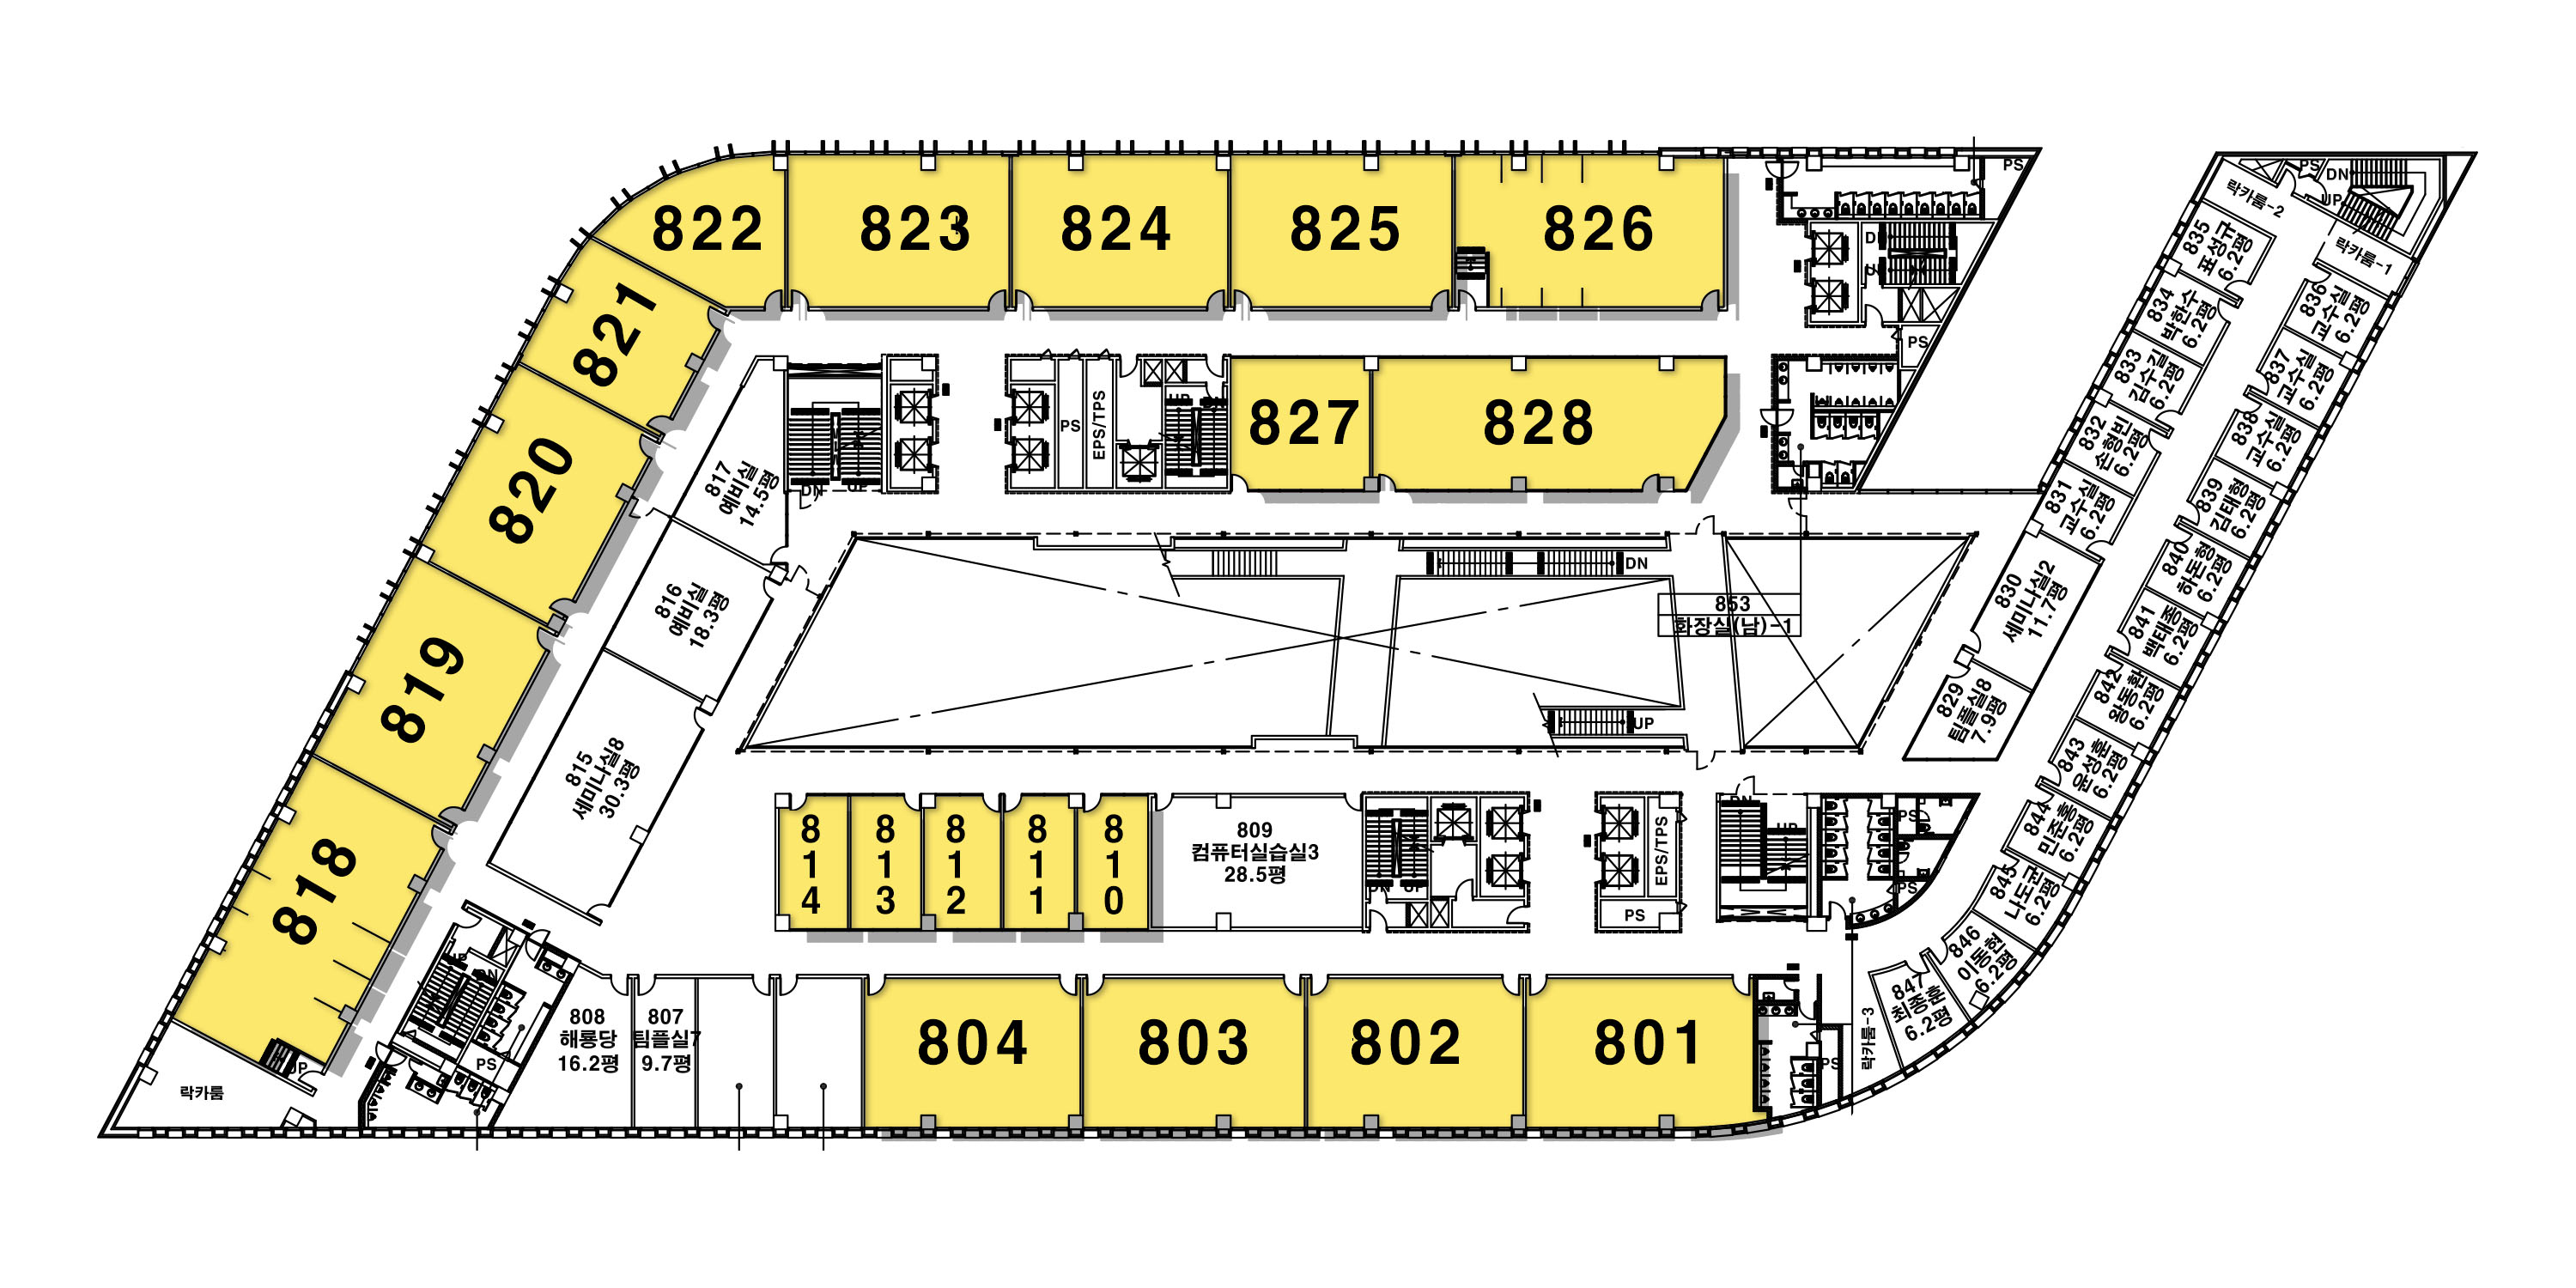 822
823
824
825
826
PS
DN
UP
821
827
828
PS
EPS/TPS
UP
DN
DN
UP
PS
820
819
818
817
예비실
14.5평
816
예비실
18.3평
815
세미나실8
30.3평
DN
UP
853
화장실(남)-1
락카룸-2
PS
DN
UP
락카룸-1
835
표성규
6.2평
834
박한수
6.2평
833
김수길
6.2평
832
손형빈
6.2평
831
교수실
6.2평
830
세미나실2
11.7평
829
팀플실8
7.9평
836
교수실
6.2평
837
교수실
6.2평
838
교수실
6.2평
839
김태형
6.2평
840
하돈형
6.2평
841
백태종
6.2평
842
왕동환
6.2평
843
윤성훈
6.2평
844
민준홍
6.2평
845
나도균
6.2평
846
이동현
6.2평
847
최종훈
6.2평
락카룸-3
814
813
812
811
810
809
컴퓨터실습실3
28.5평
DN
UP
EPS/TPS
PS
DN
UP
PS
PS
UP
DN
PS
UP
락카룸
808
해룡당
16.2평
807
팀플실7
9.7평
804
803
802
801
PS